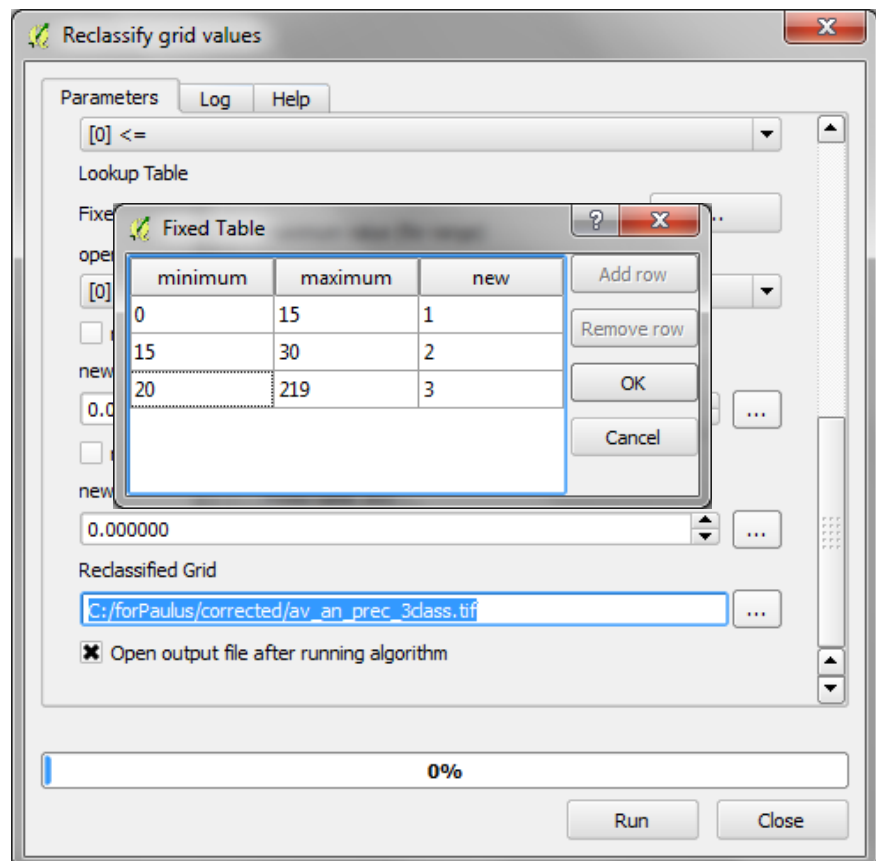 Reclassify grid values
Parameters Log Help
[0] <=
Lookup Table
Fixe
Fixed Table
..
ope
minimum maximum new
Add row
[0]
0 15 1
Remove row
15 30 2
new
20 219 3
OK
0.0
...
Cancel
new
0.000000
...
Reclassified Grid
C:/forPaulus/corrected/av_an_prec_3class.tif
...
Open output file after running algorithm
0%
Run Close